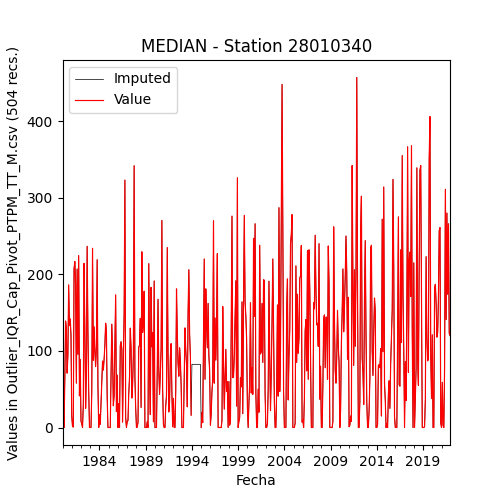 MEDIAN - Station 28010340
Imputed
Value
Values in Outlier_IQR_Cap_Pivot_PTPM_TT_M.csv (504 recs.)
400
300
200
100
0
1984 1989 1994 1999 2004 2009 2014 2019
Fecha